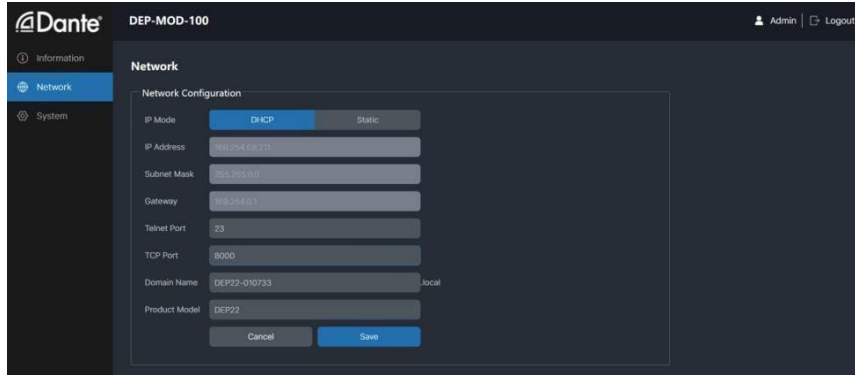 Dante®
DEP-MOD-100
Admin
Logout
Information
Network
System
Network
Network Configuration
IP Mode DHCP Static
IP Address 169.254.68.211
Subnet Mask 255.255.0.0
Gateway 169.254.0.1
Telnet Port 23
TCP Port 8000
Domain Name DEP22-010733 .local
Product Model DEP22
Cancel Save